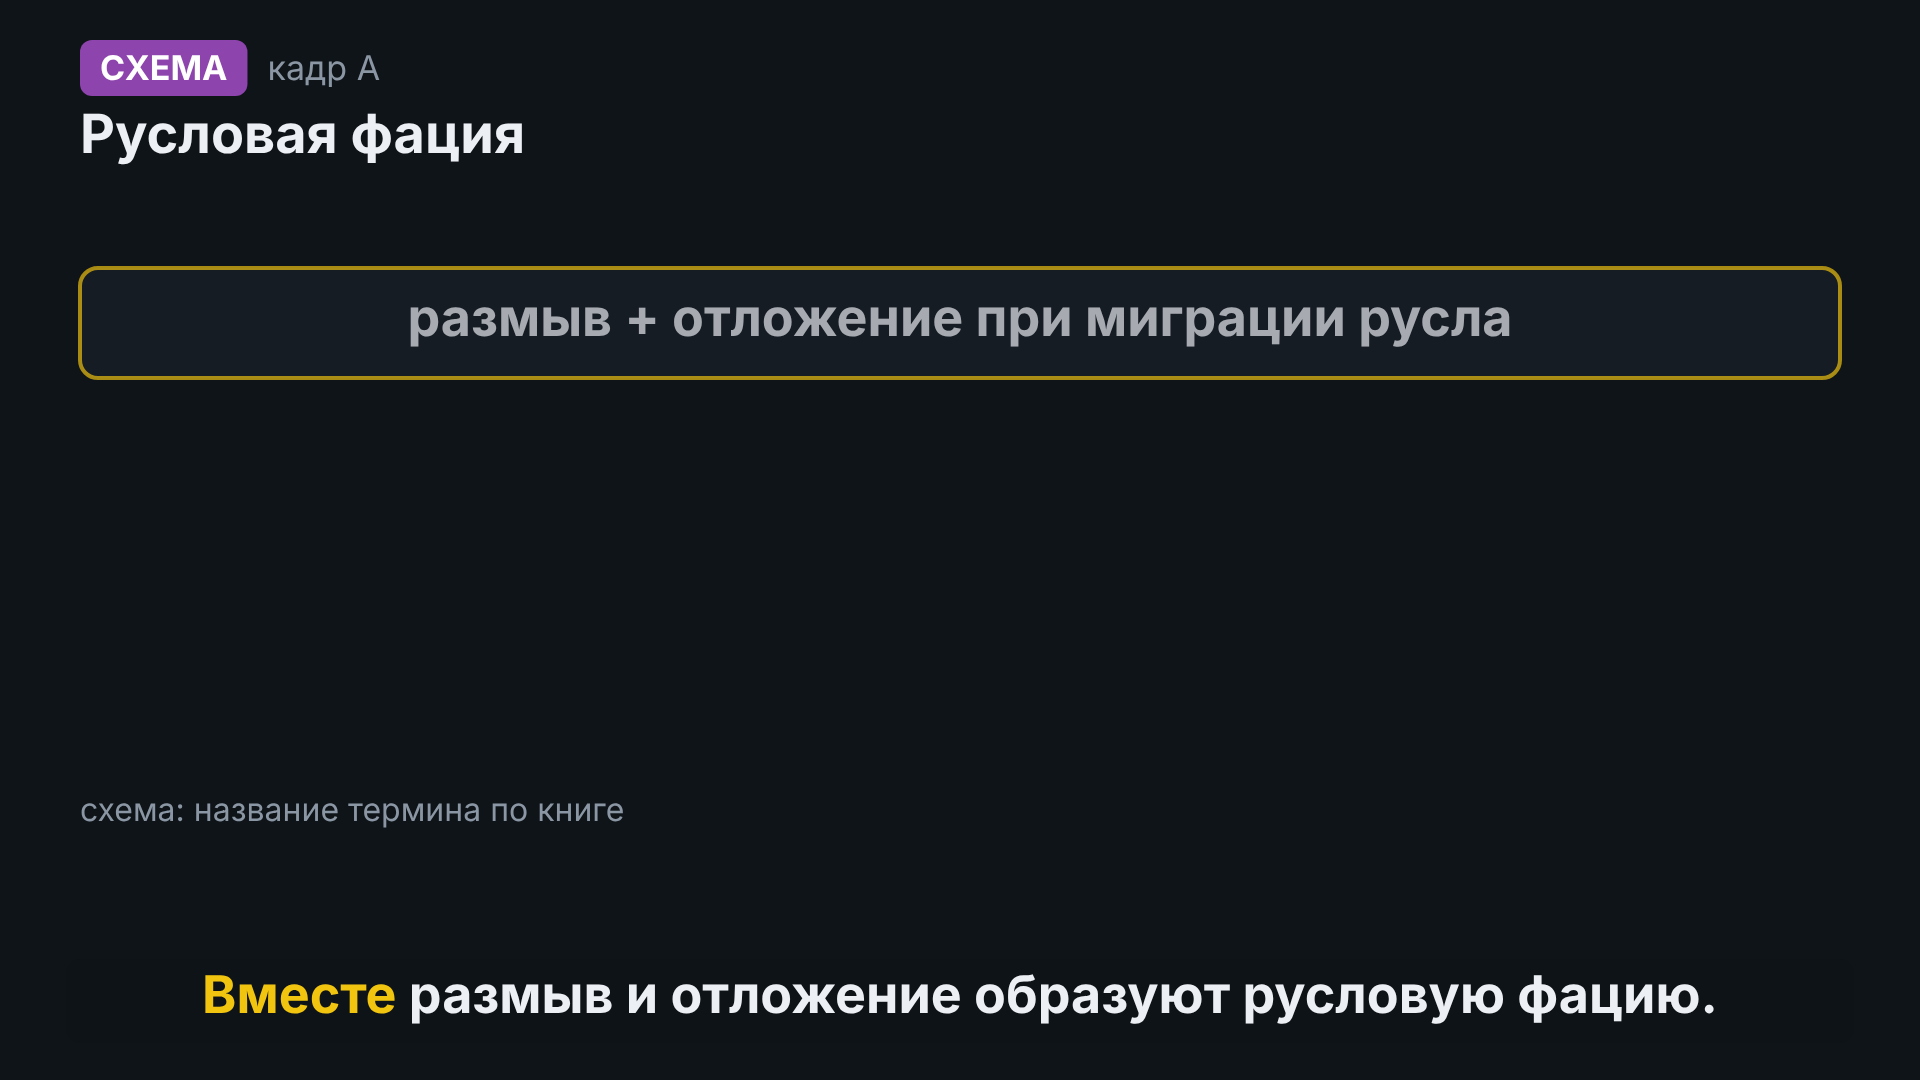 СХЕМА кадр А
Русловая фация
размыв + отложение при миграции русла
схема: название термина по книге
Вместе размыв и отложение образуют русловую фацию.